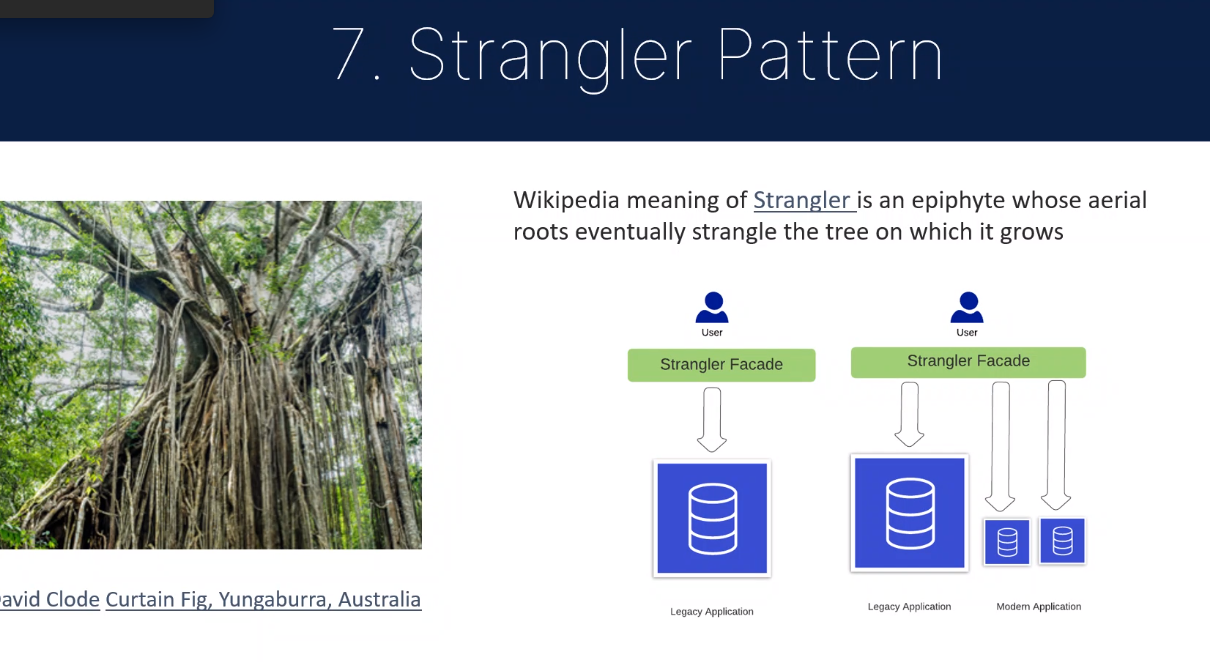 7. Strangler Pattern
Wikipedia meaning of Strangler is an epiphyte whose aerial
roots eventually strangle the tree on which it grows
User
Strangler Facade
Legacy Application
User
Strangler Facade
Legacy Application
Modern Application
Clode Curtain Fig, Yungaburra, Australia